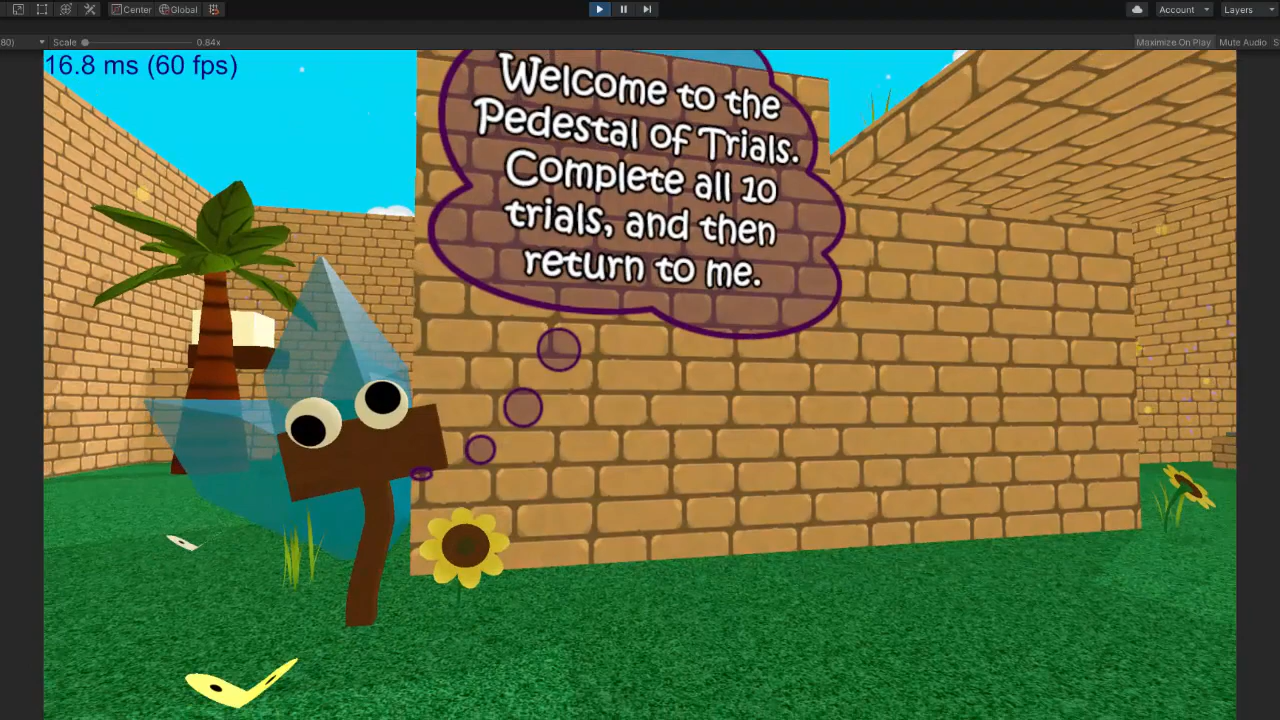 Center Global Account Layers
80) Scale 0.84x Maximize On Play Mute Audio S
16.8 ms (60 fps)
Welcome to the
Pedestal of Trials.
Complete all 10
trials, and then
return to me.